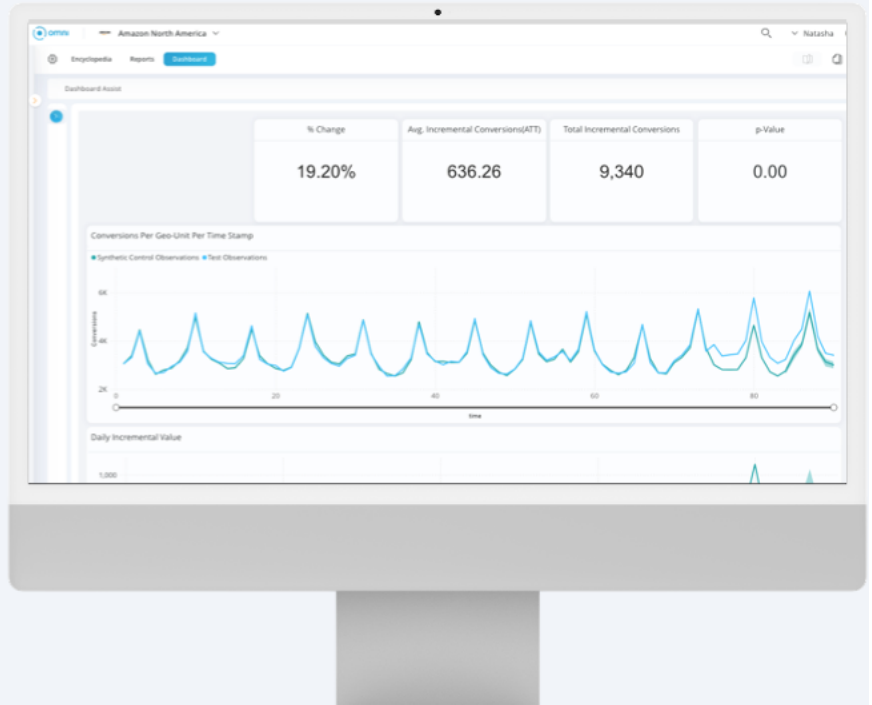 omni
Amazon North America
Natasha
Encyclopedia Reports Dashboard
Dashboard Assist
% Change Avg. Incremental Conversions(ATT) Total Incremental Conversions p-Value
19.20% 636.26 9,340 0.00
Conversions Per Geo-Unit Per Time Stamp
Synthetic Control Observations Test Observations
6K
4K
2K
Conversions
0 20 40 60 80
time
Daily Incremental Value
1,000